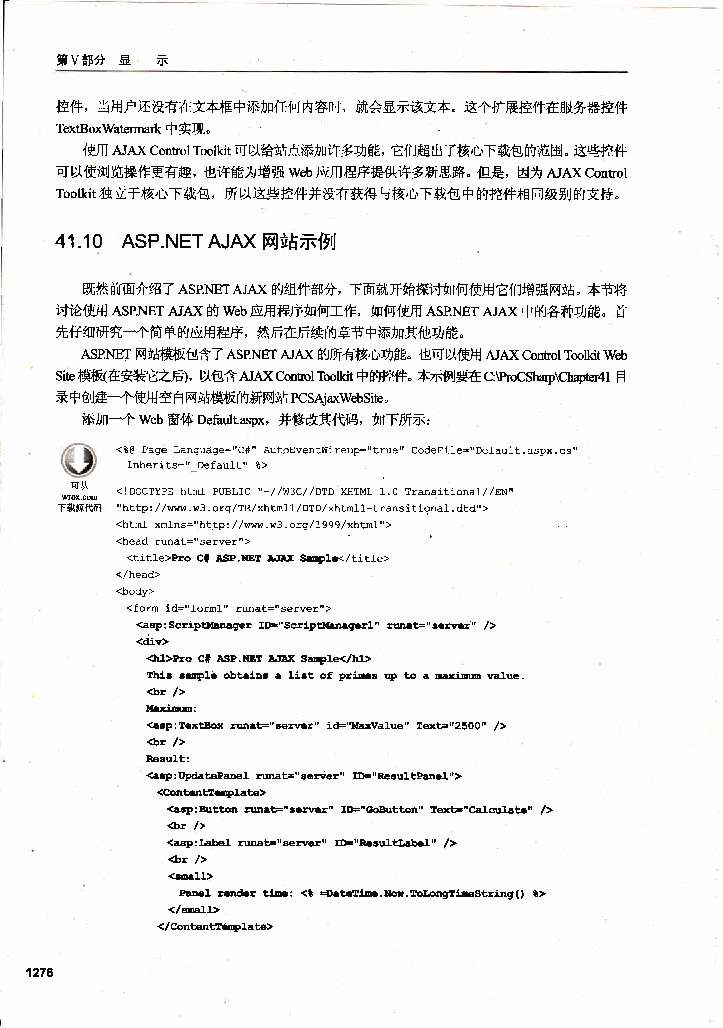 第V部分 显 示
控件，当用户还没有在文本框中添加任何内容时，就会显示该文本。这个扩展控件在服务器控件
TextBoxWatermark 中实现。
使用 AJAX Control Toolkit 可以给站点添加许多功能，它们超出了核心下载包的范围。这些控件
可以使浏览操作更有趣，也许能为增强 Web 应用程序提供许多新思路。但是，因为 AJAX Control
Toolkit 独立于核心下载包，所以这些控件并没有获得与核心下载包中的控件相同级别的支持。
41.10 ASP.NET AJAX 网站示例
既然前面介绍了 ASP.NET AJAX 的组件部分，下面就开始探讨如何使用它们增强网站。本节将
讨论使用 ASP.NET AJAX 的 Web 应用程序如何工作，如何使用 ASP.NET AJAX 中的各种功能。首
先仔细研究一个简单的应用程序，然后在后续的章节中添加其他功能。
ASP.NET 网站模板包含了 ASP.NET AJAX 的所有核心功能。也可以使用 AJAX Control Toolkit Web
Site 模板(在安装它之后)，以包含 AJAX Control Toolkit 中的控件。本示例要在 C:\ProCSharp\Chapter41 目
录中创建一个使用空白网站模板的新网站 PCSAjaxWebSite。
添加一个 Web 窗体 Default.aspx，并修改其代码，如下所示：
可从
wrox.com
下载源代码
<%@ Page Language="C#" AutoEventWireup="true" CodeFile="Default.aspx.cs"
Inherits="_Default" %>
<!DOCTYPE html PUBLIC "-//W3C//DTD XHTML 1.0 Transitional//EN"
"http://www.w3.org/TR/xhtml1/DTD/xhtml1-transitional.dtd">
<html xmlns="http://www.w3.org/1999/xhtml">
<head runat="server">
<title>Pro C# ASP.NET AJAX Sample</title>
</head>
<body>
<form id="form1" runat="server">
<asp:ScriptManager ID="ScriptManager1" runat="server" />
<div>
<h1>Pro C# ASP.NET AJAX Sample</h1>
This sample obtains a list of primes up to a maximum value.
<br />
Maximum:
<asp:TextBox runat="server" id="MaxValue" Text="2500" />
<br />
Result:
<asp:UpdatePanel runat="server" ID="ResultPanel">
<ContentTemplate>
<asp:Button runat="server" ID="GoButton" Text="Calculate" />
<br />
<asp:Label runat="server" ID="ResultLabel" />
<br />
<small>
Panel render time: <% =DateTime.Now.ToLongTimeString() %>
</small>
</ContentTemplate>
1276